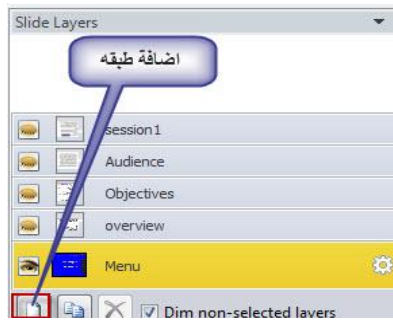 Slide Layers
اضافة طبقه
session1
Audience
Objectives
overview
Menu
Dim non-selected layers